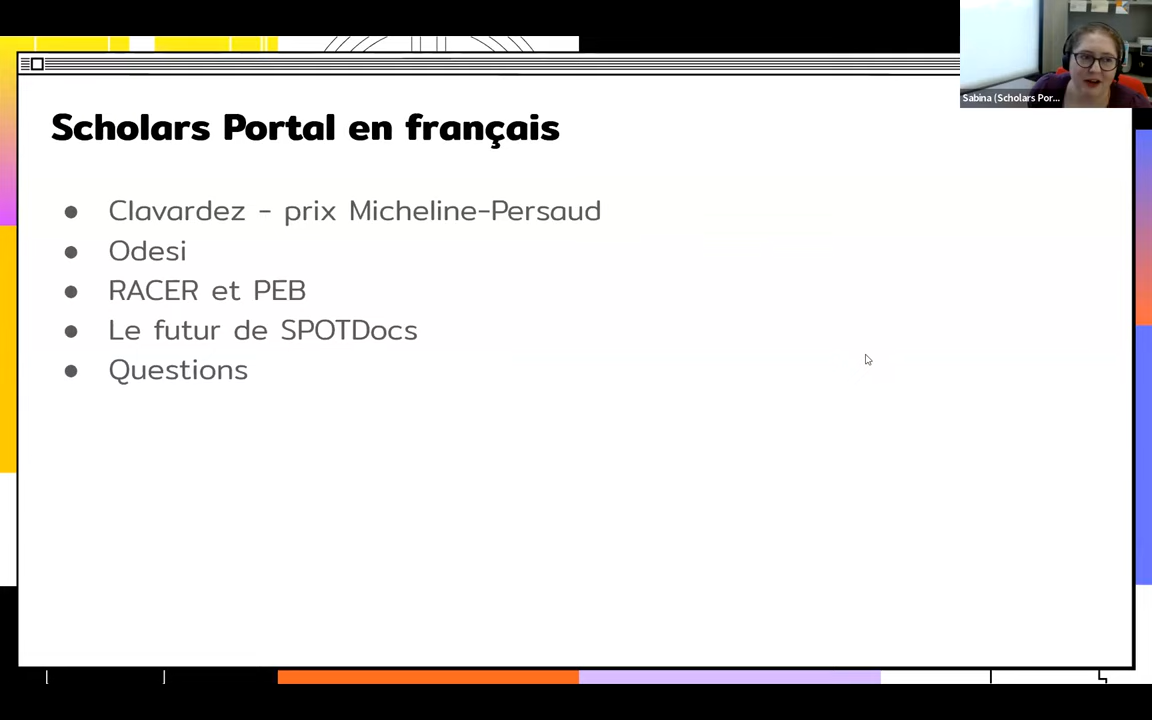 Sabina (Scholars Por...
Scholars Portal en français
● Clavardez - prix Micheline-Persaud
● Odesi
● RACER et PEB
● Le futur de SPOTDocs
● Questions